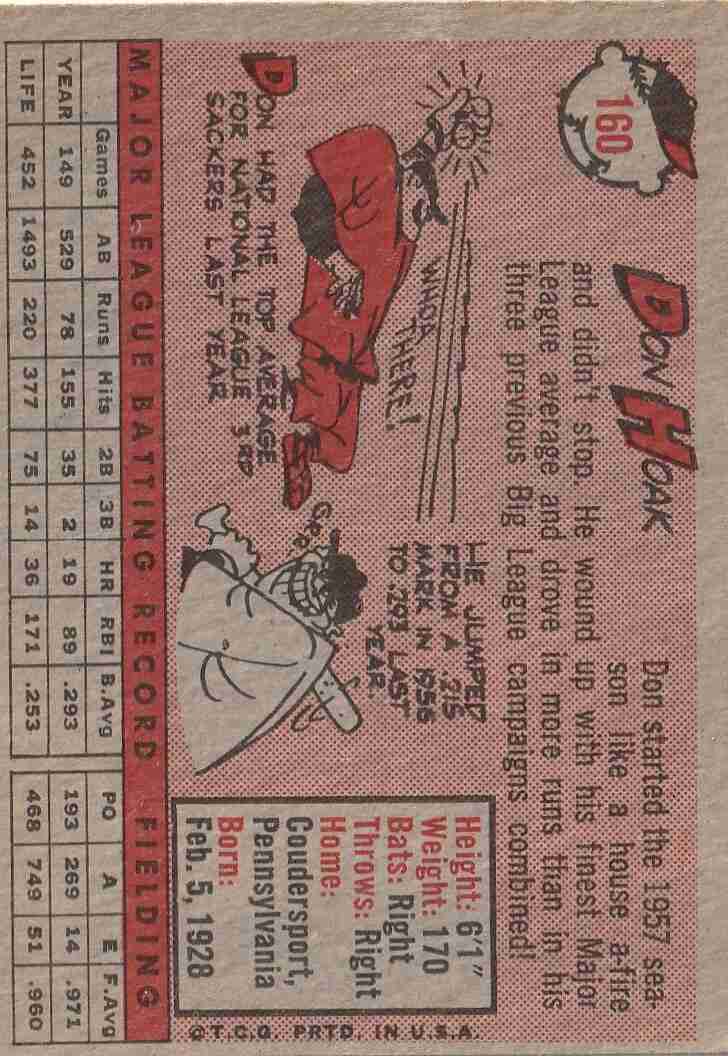 160
DON HOAK
Don started the 1957 sea-
son like a house a-fire
and didn't stop. He wound up with his finest Major
League average and drove in more runs than in his
three previous Big League campaigns combined!
WHOA THERE!
HE JUMPED
FROM A .215
MARK IN 1956
TO .293 LAST
YEAR
GEE
DON HAD THE TOP AVERAGE
FOR NATIONAL LEAGUE 3RD
SACKERS LAST YEAR
Height: 6'1"
Weight: 170
Bats: Right
Throws: Right
Home:
Coudersport,
Pennsylvania
Born:
Feb. 5, 1928
©T.C.G. PRTD. IN U.S.A.
MAJOR LEAGUE BATTING RECORD FIELDING
Games AB Runs Hits 2B 3B HR RBI B.Avg PO A E F.Avg
YEAR 149 529 78 155 35 2 19 89 .293 193 269 14 .971
LIFE 452 1493 220 377 75 14 36 171 .253 468 749 51 .960